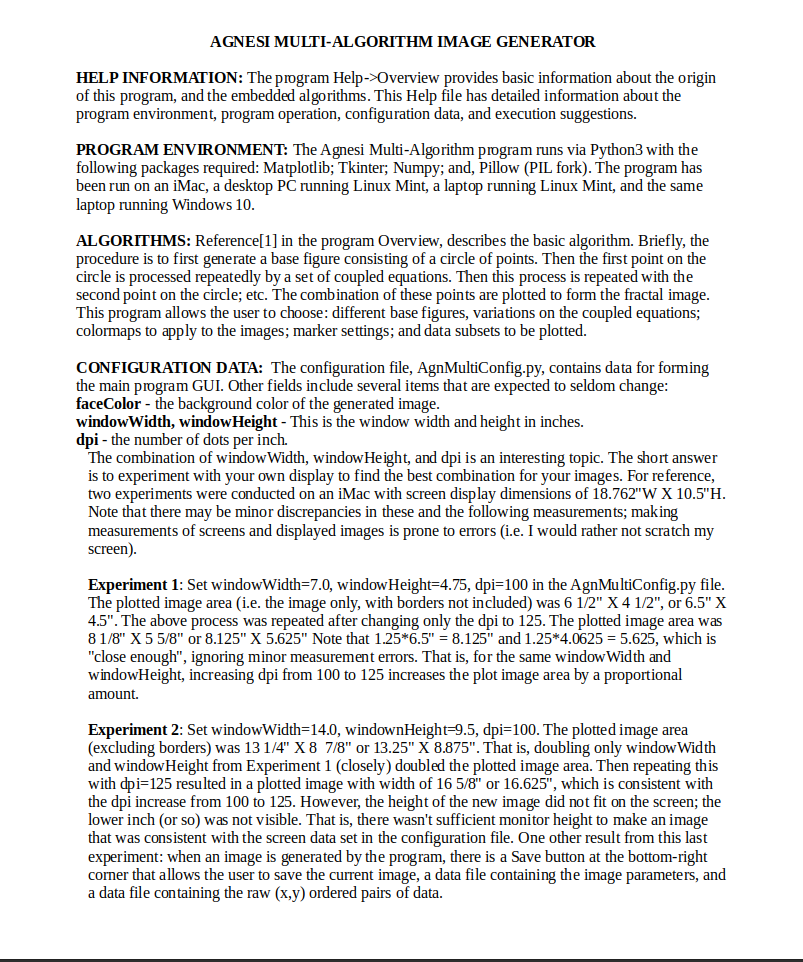 AGNESI MULTI-ALGORITHM IMAGE GENERATOR
HELP INFORMATION: The program Help->Overview provides basic information about the origin
of this program, and the embedded algorithms. This Help file has detailed information about the
program environment, program operation, configuration data, and execution suggestions.
PROGRAM ENVIRONMENT: The Agnesi Multi-Algorithm program runs via Python3 with the
following packages required: Matplotlib; Tkinter; Numpy; and, Pillow (PIL fork). The program has
been run on an iMac, a desktop PC running Linux Mint, a laptop running Linux Mint, and the same
laptop running Windows 10.
ALGORITHMS: Reference[1] in the program Overview, describes the basic algorithm. Briefly, the
procedure is to first generate a base figure consisting of a circle of points. Then the first point on the
circle is processed repeatedly by a set of coupled equations. Then this process is repeated with the
second point on the circle; etc. The combination of these points are plotted to form the fractal image.
This program allows the user to choose: different base figures, variations on the coupled equations;
colormaps to apply to the images; marker settings; and data subsets to be plotted.
CONFIGURATION DATA:  The configuration file, AgnMultiConfig.py, contains data for forming
the main program GUI. Other fields include several items that are expected to seldom change:
faceColor - the background color of the generated image.
windowWidth, windowHeight - This is the window width and height in inches.
dpi - the number of dots per inch.
The combination of windowWidth, windowHeight, and dpi is an interesting topic. The short answer
is to experiment with your own display to find the best combination for your images. For reference,
two experiments were conducted on an iMac with screen display dimensions of 18.762"W X 10.5"H.
Note that there may be minor discrepancies in these and the following measurements; making
measurements of screens and displayed images is prone to errors (i.e. I would rather not scratch my
screen).
Experiment 1: Set windowWidth=7.0, windowHeight=4.75, dpi=100 in the AgnMultiConfig.py file.
The plotted image area (i.e. the image only, with borders not included) was 6 1/2" X 4 1/2", or 6.5" X
4.5". The above process was repeated after changing only the dpi to 125. The plotted image area was
8 1/8" X 5 5/8" or 8.125" X 5.625" Note that 1.25*6.5" = 8.125" and 1.25*4.0625 = 5.625, which is
"close enough", ignoring minor measurement errors. That is, for the same windowWidth and
windowHeight, increasing dpi from 100 to 125 increases the plot image area by a proportional
amount.
Experiment 2: Set windowWidth=14.0, windownHeight=9.5, dpi=100. The plotted image area
(excluding borders) was 13 1/4" X 8  7/8" or 13.25" X 8.875". That is, doubling only windowWidth
and windowHeight from Experiment 1 (closely) doubled the plotted image area. Then repeating this
with dpi=125 resulted in a plotted image with width of 16 5/8" or 16.625", which is consistent with
the dpi increase from 100 to 125. However, the height of the new image did not fit on the screen; the
lower inch (or so) was not visible. That is, there wasn't sufficient monitor height to make an image
that was consistent with the screen data set in the configuration file. One other result from this last
experiment: when an image is generated by the program, there is a Save button at the bottom-right
corner that allows the user to save the current image, a data file containing the image parameters, and
a data file containing the raw (x,y) ordered pairs of data.